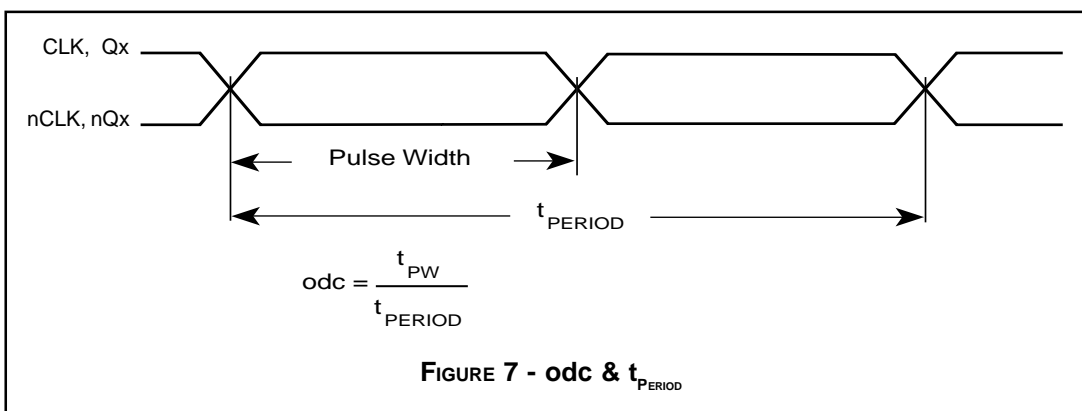 CLK, Qx
nCLK, nQx
Pulse Width
t PERIOD
odc = t PW / t PERIOD
FIGURE 7 - odc & t PERIOD